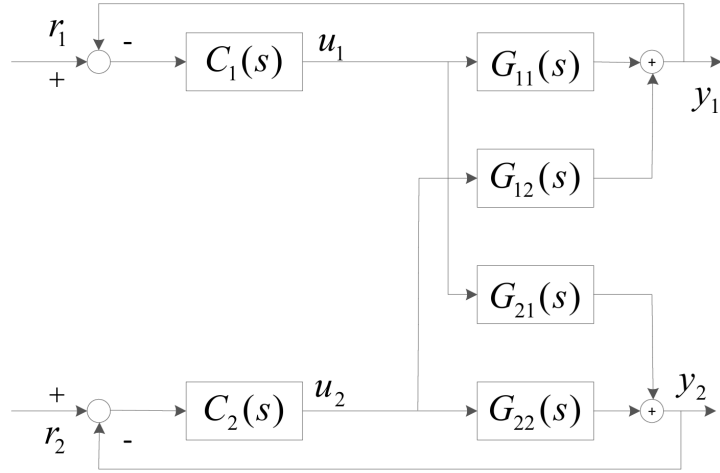 r₁
+
-
C₁(s)
u₁
G₁₁(s)
+
y₁
G₁₂(s)
G₂₁(s)
+
r₂
-
C₂(s)
u₂
G₂₂(s)
+
y₂